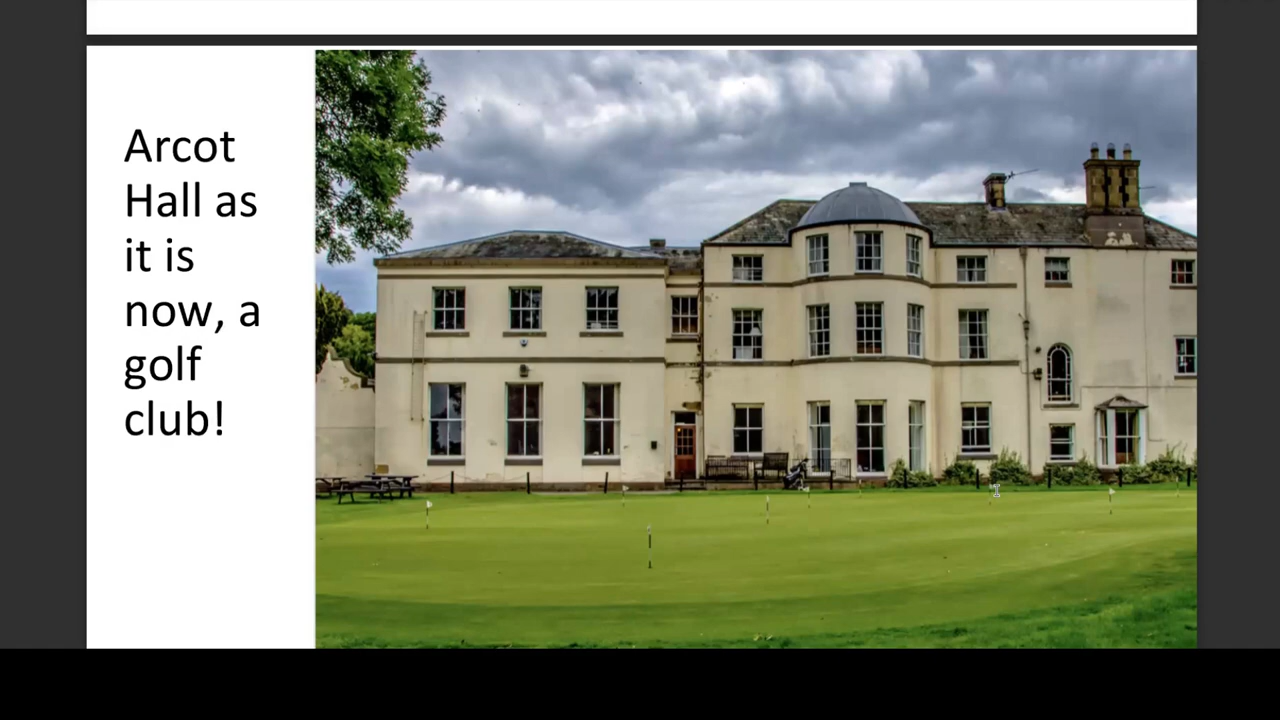 Arcot
Hall as
it is
now, a
golf
club!